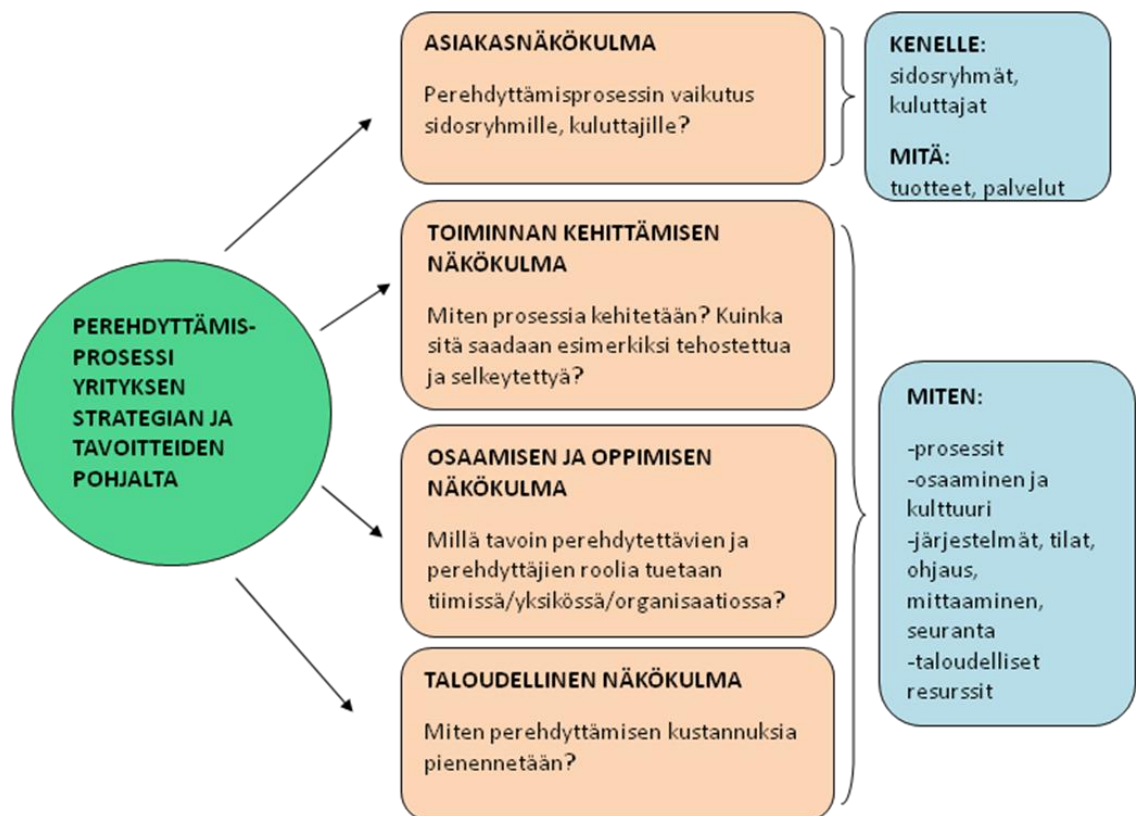 PEREHDYTTÄMIS-
PROSESSI
YRITYKSEN
STRATEGIAN JA
TAVOITTEIDEN
POHJALTA
ASIAKASNÄKÖKULMA
Perehdyttämisprosessin vaikutus
sidosryhmille, kuluttajille?
KENELLE:
sidosryhmät,
kuluttajat
MITÄ:
tuotteet, palvelut
TOIMINNAN KEHITTÄMISEN
NÄKÖKULMA
Miten prosessia kehitetään? Kuinka
sitä saadaan esimerkiksi tehostettua
ja selkeytettyä?
OSAAMISEN JA OPPIMISEN
NÄKÖKULMA
Millä tavoin perehdytettävien ja
perehdyttäjien roolia tuetaan
tiimissä/yksikössä/organisaatiossa?
TALOUDELLINEN NÄKÖKULMA
Miten perehdyttämisen kustannuksia
pienennetään?
MITEN:
-prosessit
-osaaminen ja
kulttuuri
-järjestelmät, tilat,
ohjaus,
mittaaminen,
seuranta
-taloudelliset
resurssit